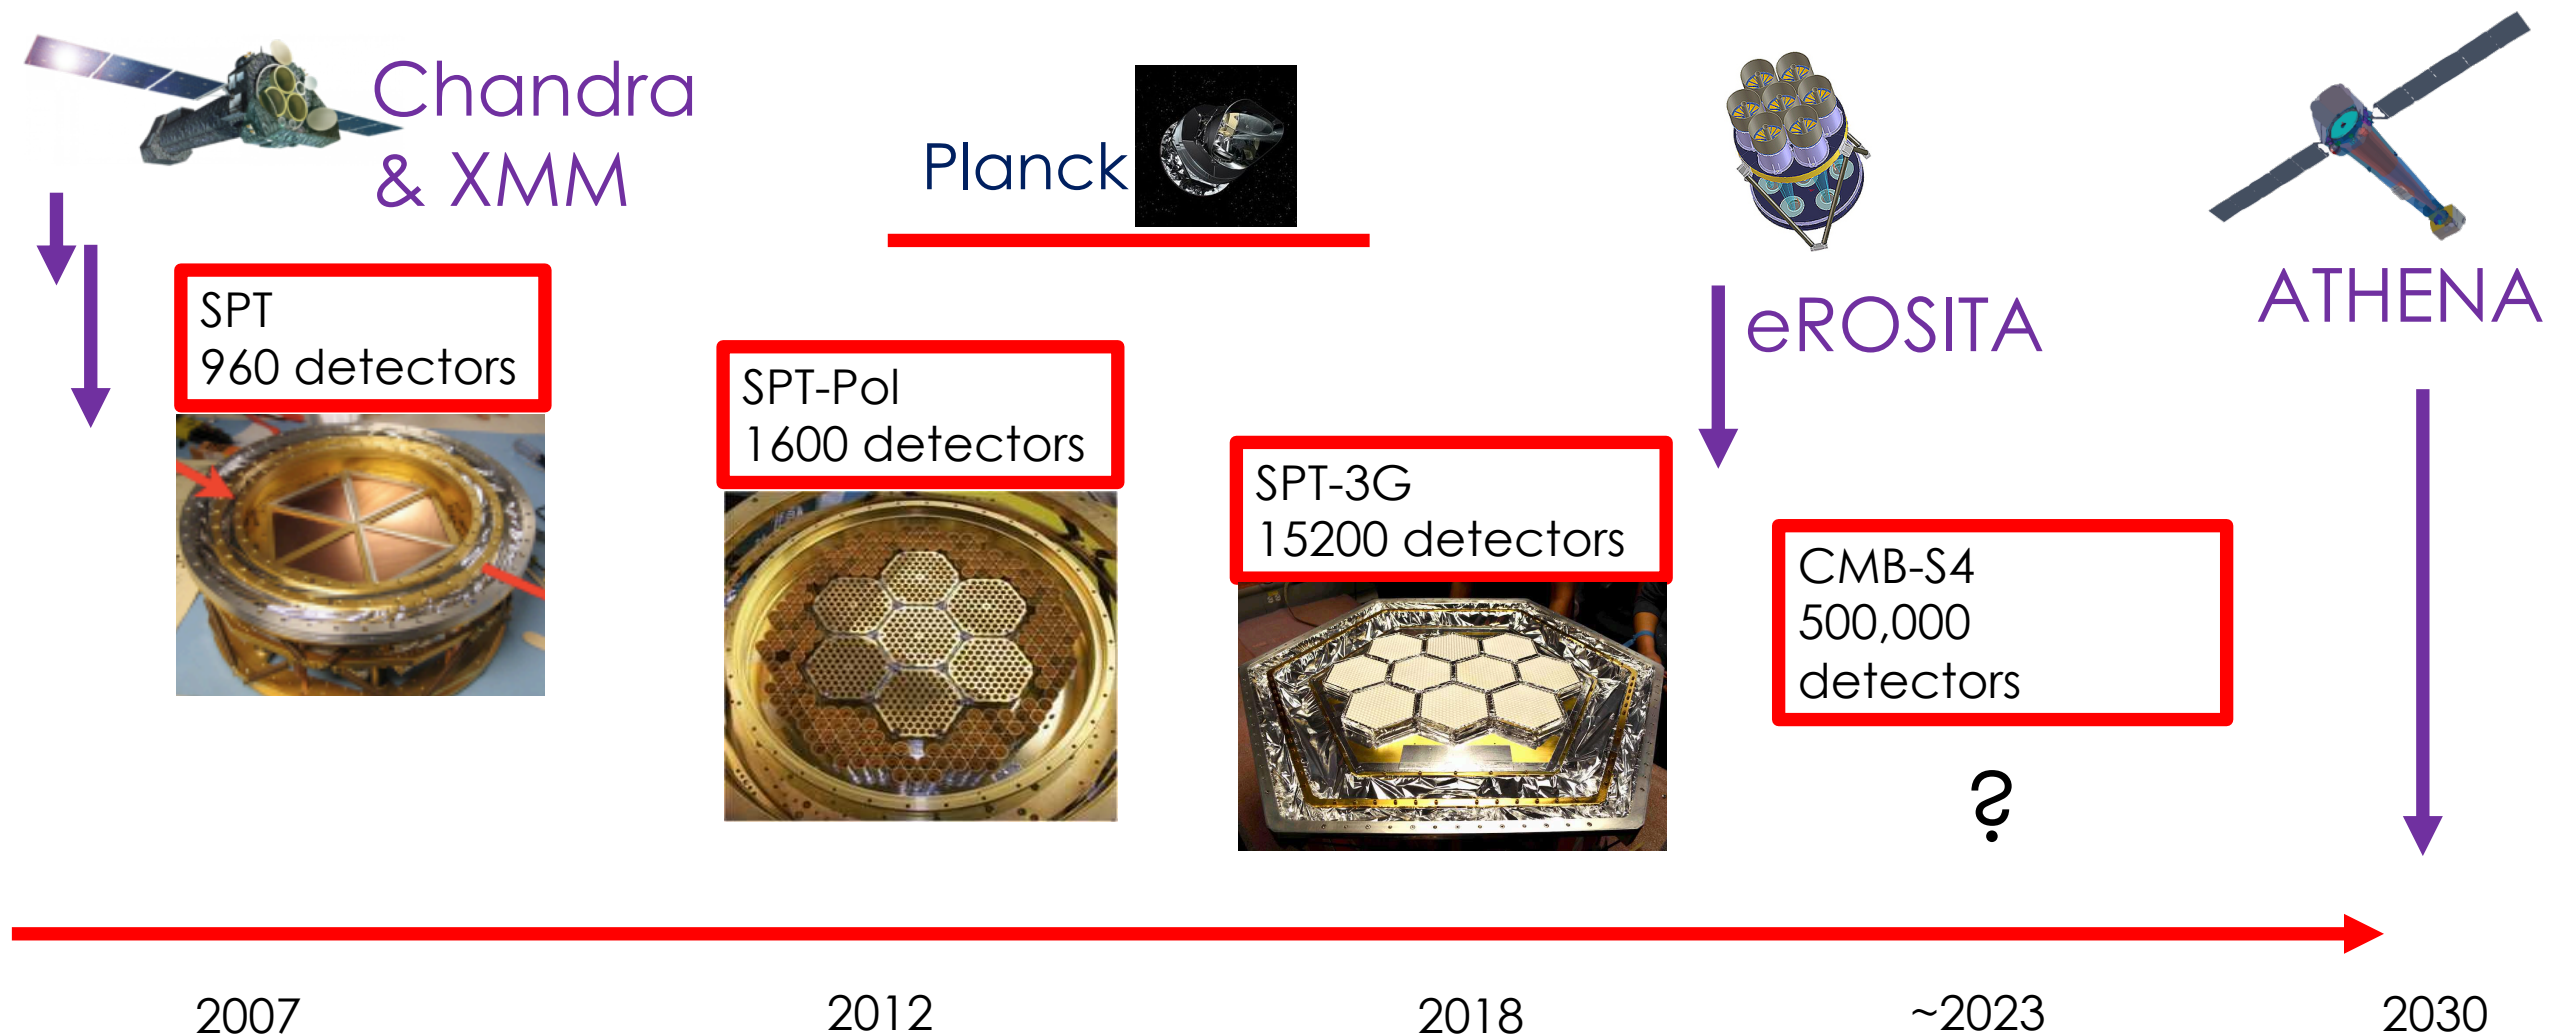 Chandra
& XMM
Planck
eROSITA
ATHENA
SPT
960 detectors
SPT-Pol
1600 detectors
SPT-3G
15200 detectors
CMB-S4
500,000
detectors
?
2007
2012
2018
~2023
2030